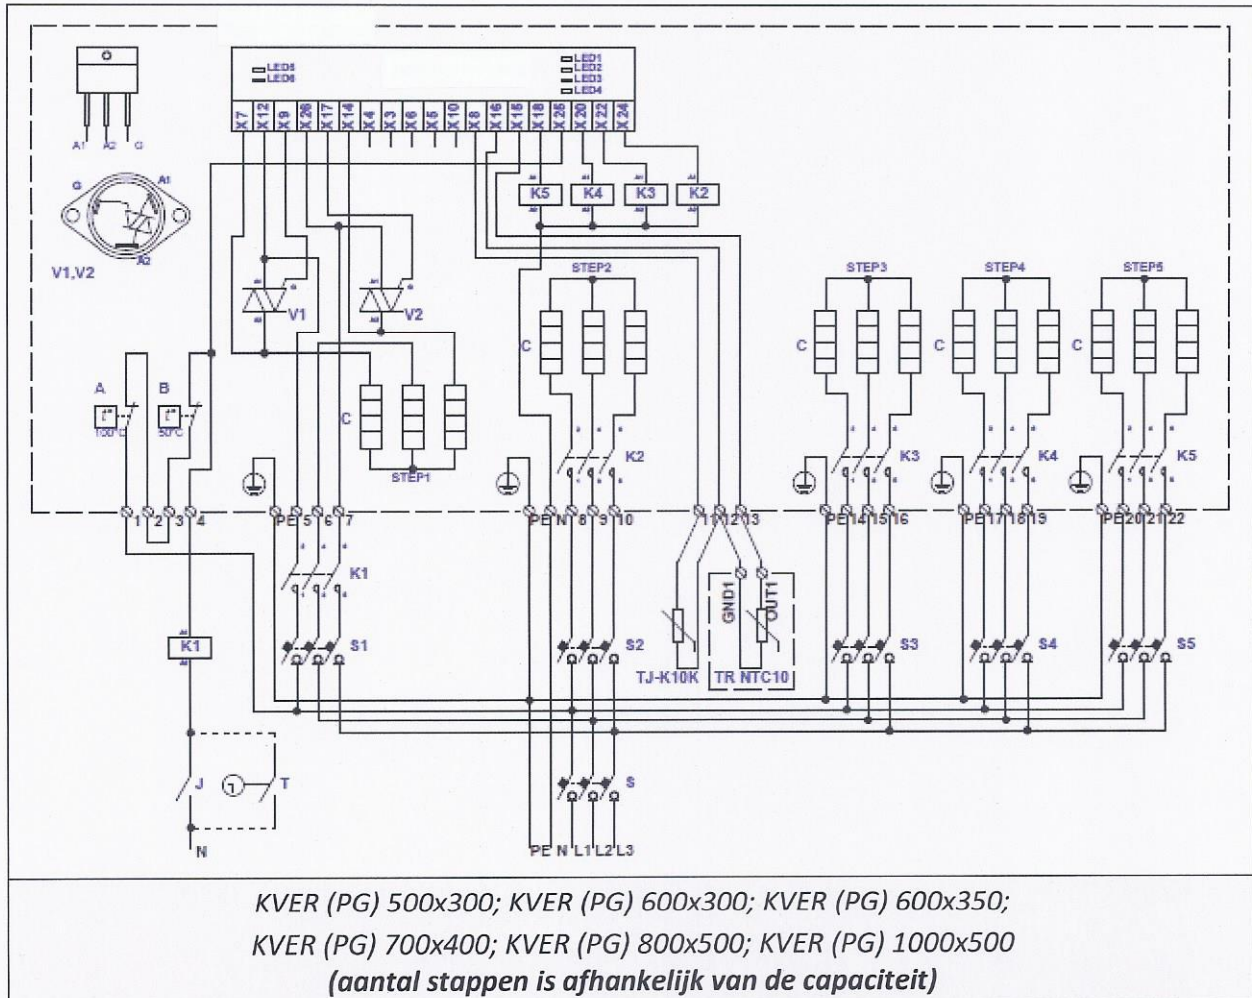 LED5
LED6
LED1
LED2
LED3
LED4
X7 X12 X9 X26 X17 X14 X4 X3 X6 X5 X10 X8 X16 X15 X18 X25 X20 X22 X24
A1 A2 G
G A1
A2
V1,V2
K5 K4 K3 K2
V1 V2
STEP2 STEP3 STEP4 STEP5
C C C C
A B
100°C 50°C
C
STEP1
K2 K3 K4 K5
1 2 3 4 PE 5 6 7 PE N 8 9 10 11 12 13 PE 14 15 16 PE 17 18 19 PE 20 21 22
K1
GND1 OUT1
K1 S1 S2 S3 S4 S5
TJ-K10K TR NTC10
J T
S
N
PE N L1 L2 L3
KVER (PG) 500x300; KVER (PG) 600x300; KVER (PG) 600x350;
KVER (PG) 700x400; KVER (PG) 800x500; KVER (PG) 1000x500
(aantal stappen is afhankelijk van de capaciteit)